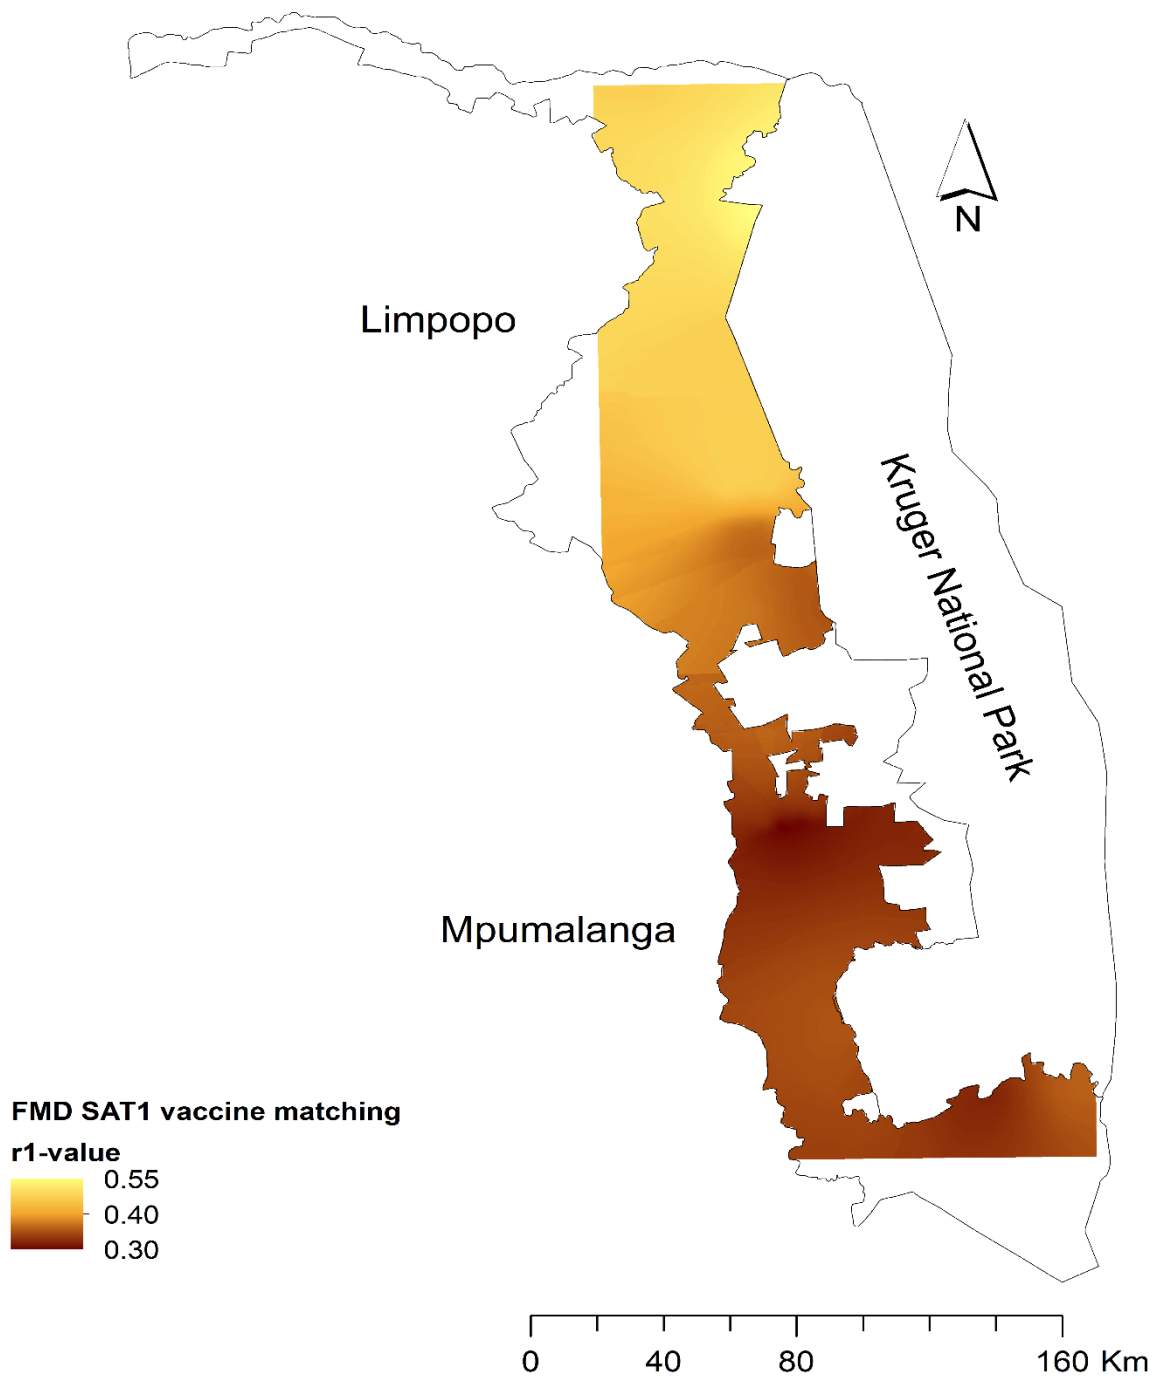 N
Limpopo
Kruger National Park
Mpumalanga
FMD SAT1 vaccine matching
r1-value
0.55
0.40
0.30
0 40 80 160 Km